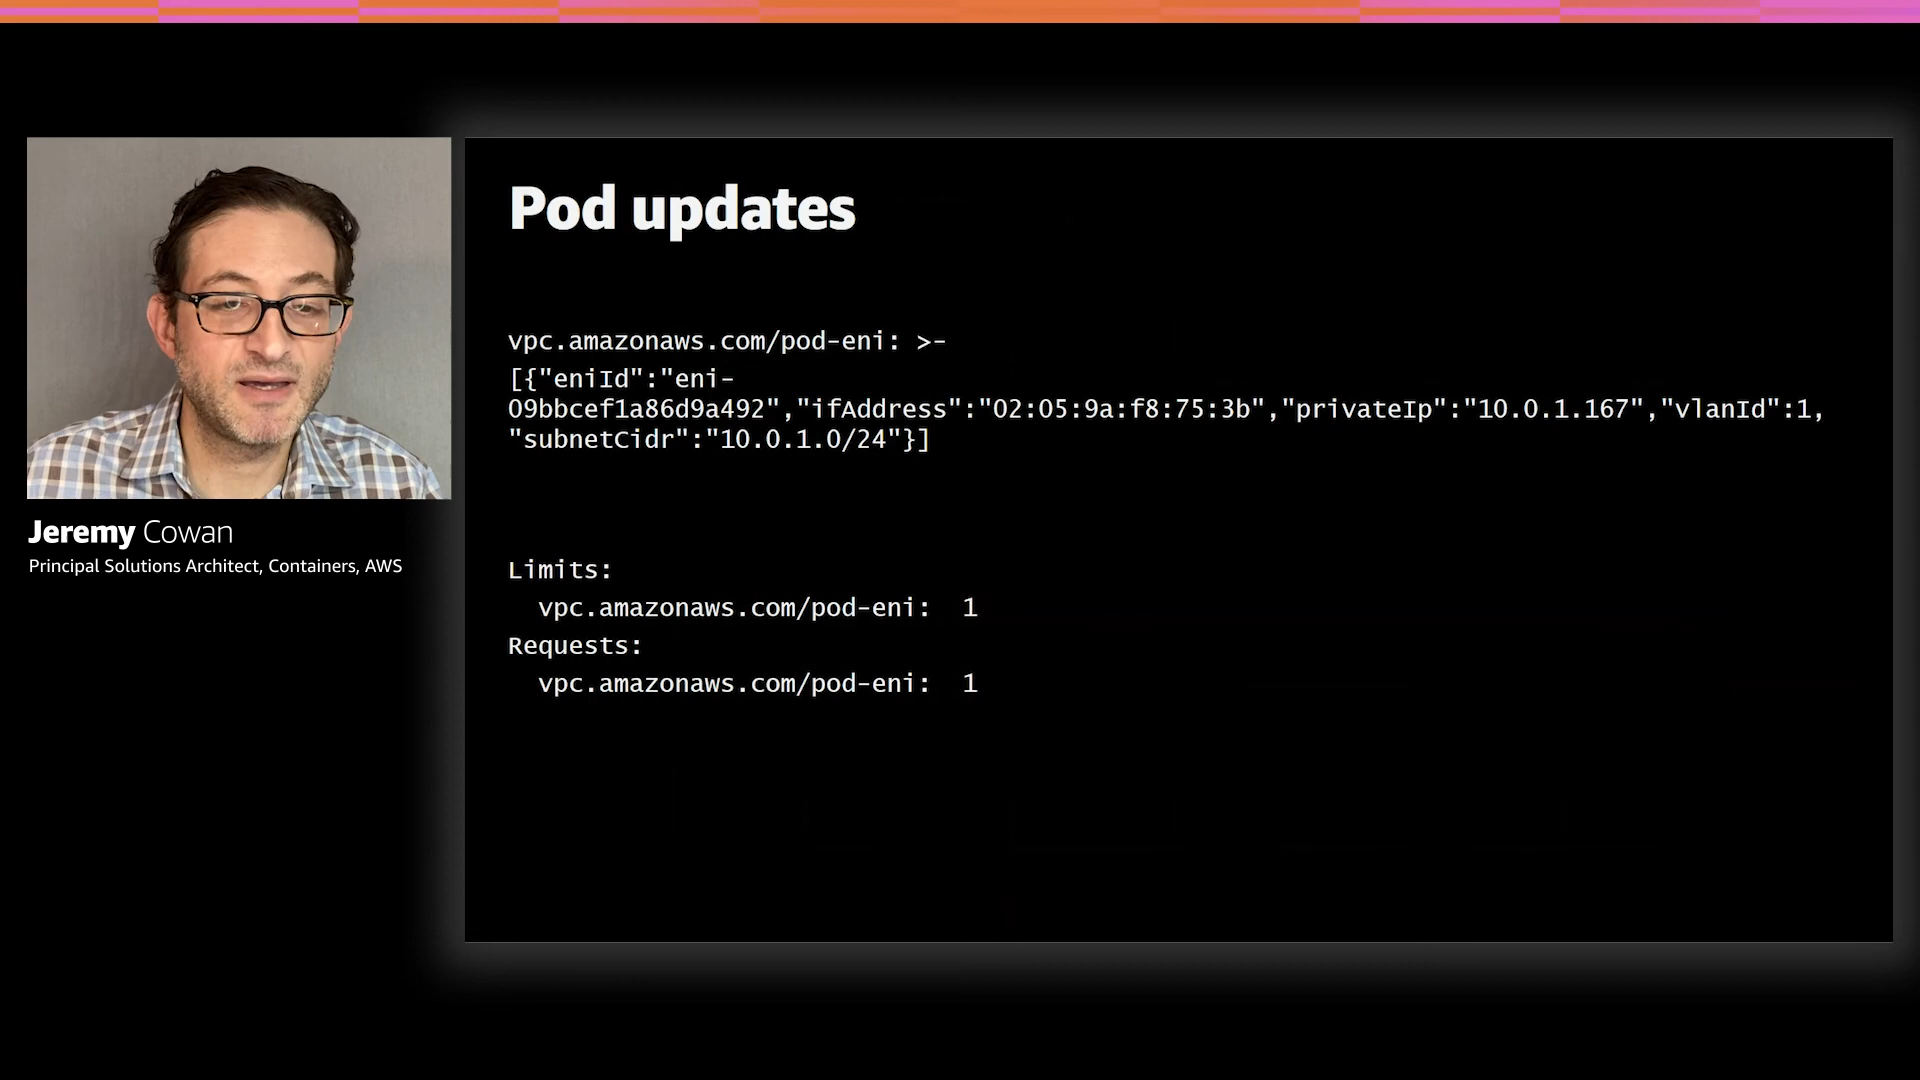 Pod updates
vpc.amazonaws.com/pod-eni: >-
[{"eniId":"eni-
09bbcef1a86d9a492","ifAddress":"02:05:9a:f8:75:3b","privateIp":"10.0.1.167","vlanId":1,
"subnetCidr":"10.0.1.0/24"}]
Limits:
vpc.amazonaws.com/pod-eni:  1
Requests:
vpc.amazonaws.com/pod-eni:  1
Jeremy Cowan
Principal Solutions Architect, Containers, AWS